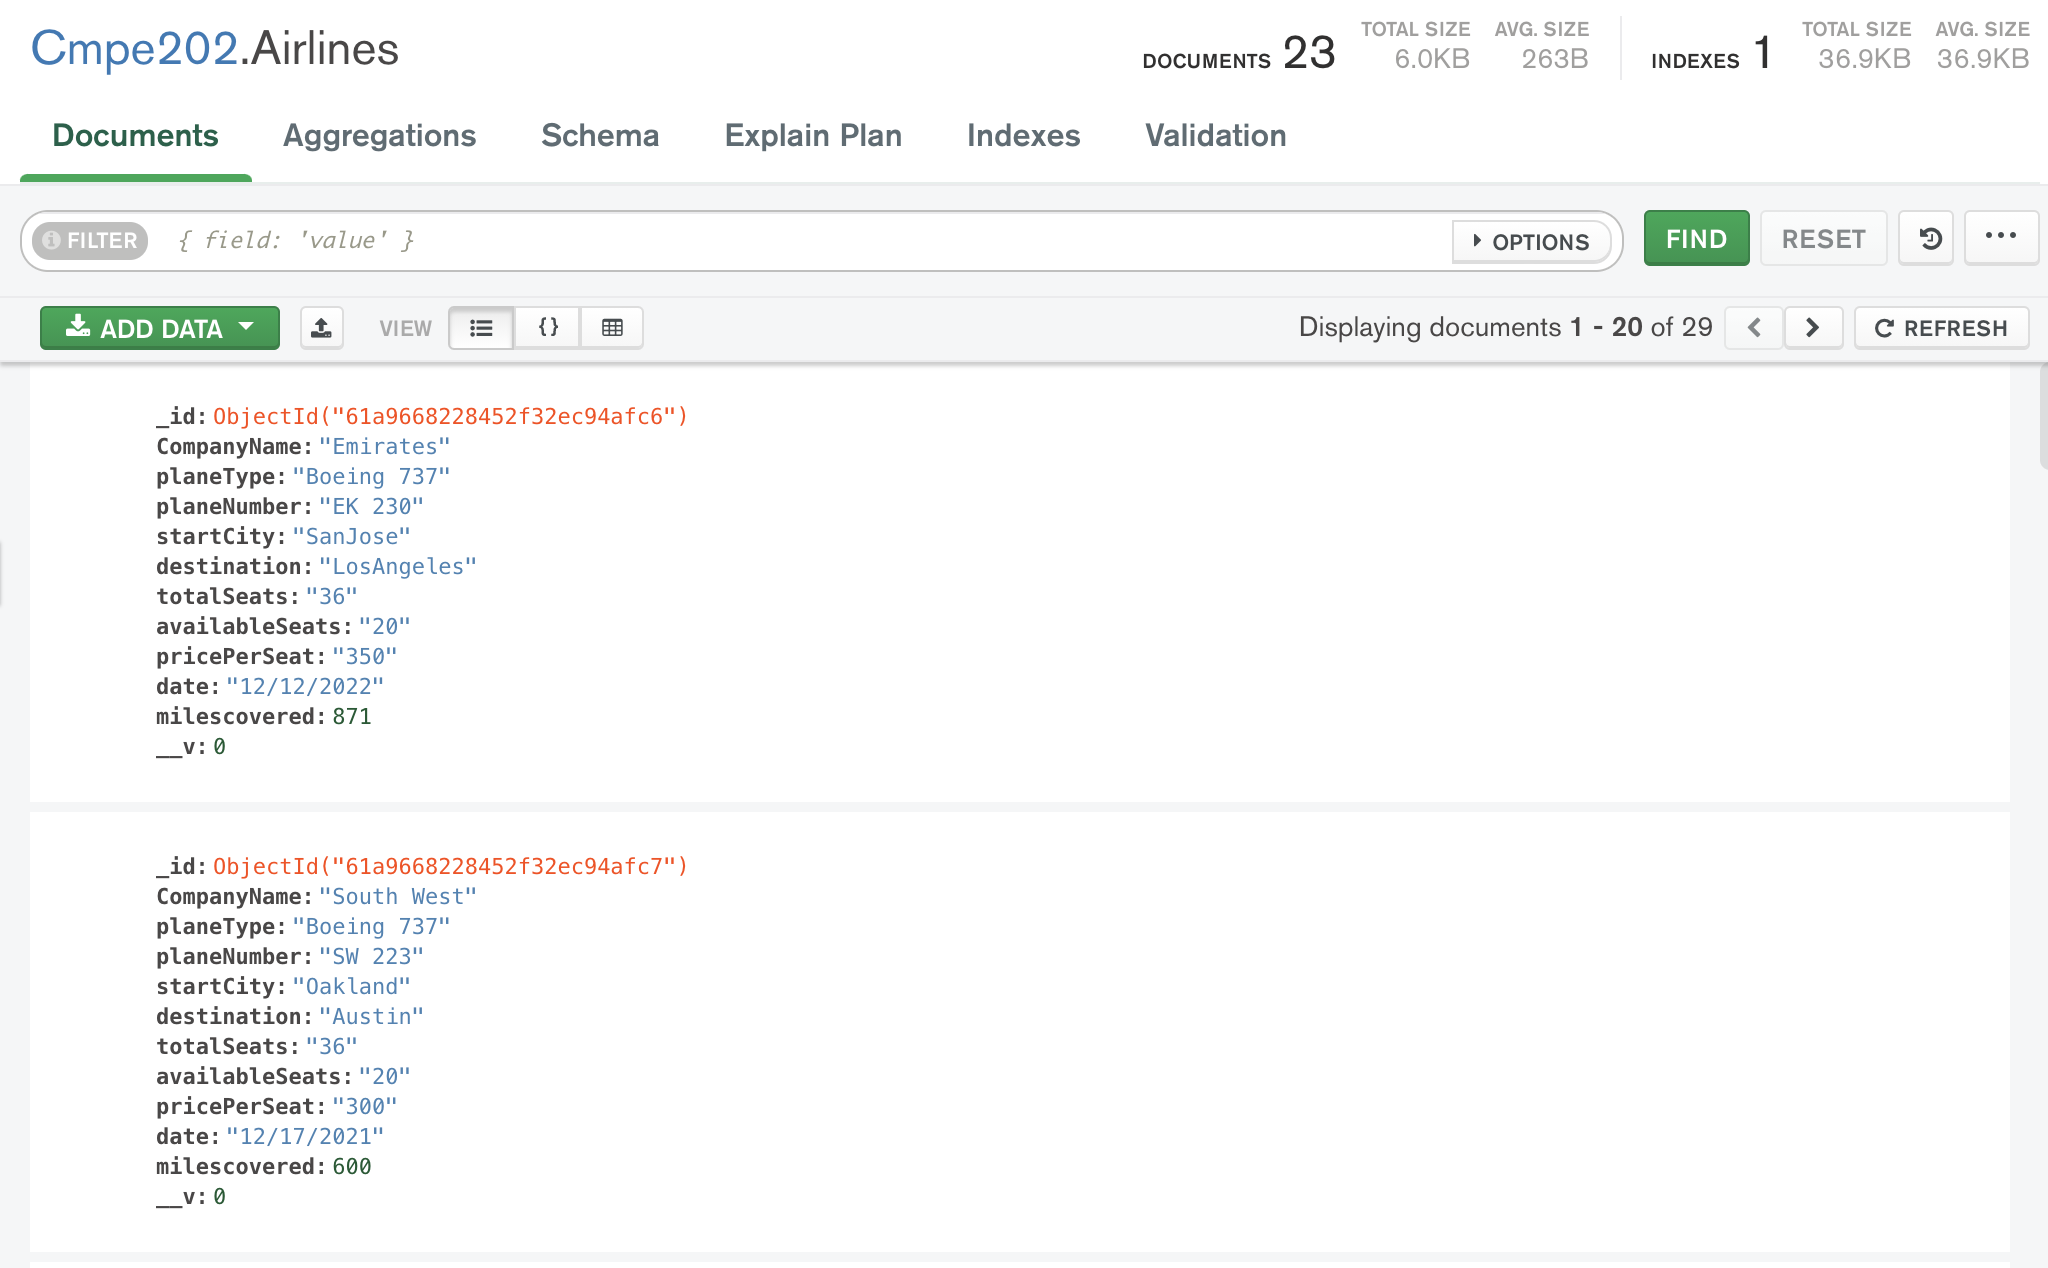 Cmpe202.Airlines
DOCUMENTS 23 TOTAL SIZE 6.0KB AVG. SIZE 263B INDEXES 1 TOTAL SIZE 36.9KB AVG. SIZE 36.9KB
Documents Aggregations Schema Explain Plan Indexes Validation
FILTER { field: 'value' } OPTIONS FIND RESET
ADD DATA VIEW {} Displaying documents 1 - 20 of 29 REFRESH
_id: ObjectId("61a9668228452f32ec94afc6")
CompanyName: "Emirates"
planeType: "Boeing 737"
planeNumber: "EK 230"
startCity: "SanJose"
destination: "LosAngeles"
totalSeats: "36"
availableSeats: "20"
pricePerSeat: "350"
date: "12/12/2022"
milescovered: 871
__v: 0
_id: ObjectId("61a9668228452f32ec94afc7")
CompanyName: "South West"
planeType: "Boeing 737"
planeNumber: "SW 223"
startCity: "Oakland"
destination: "Austin"
totalSeats: "36"
availableSeats: "20"
pricePerSeat: "300"
date: "12/17/2021"
milescovered: 600
__v: 0